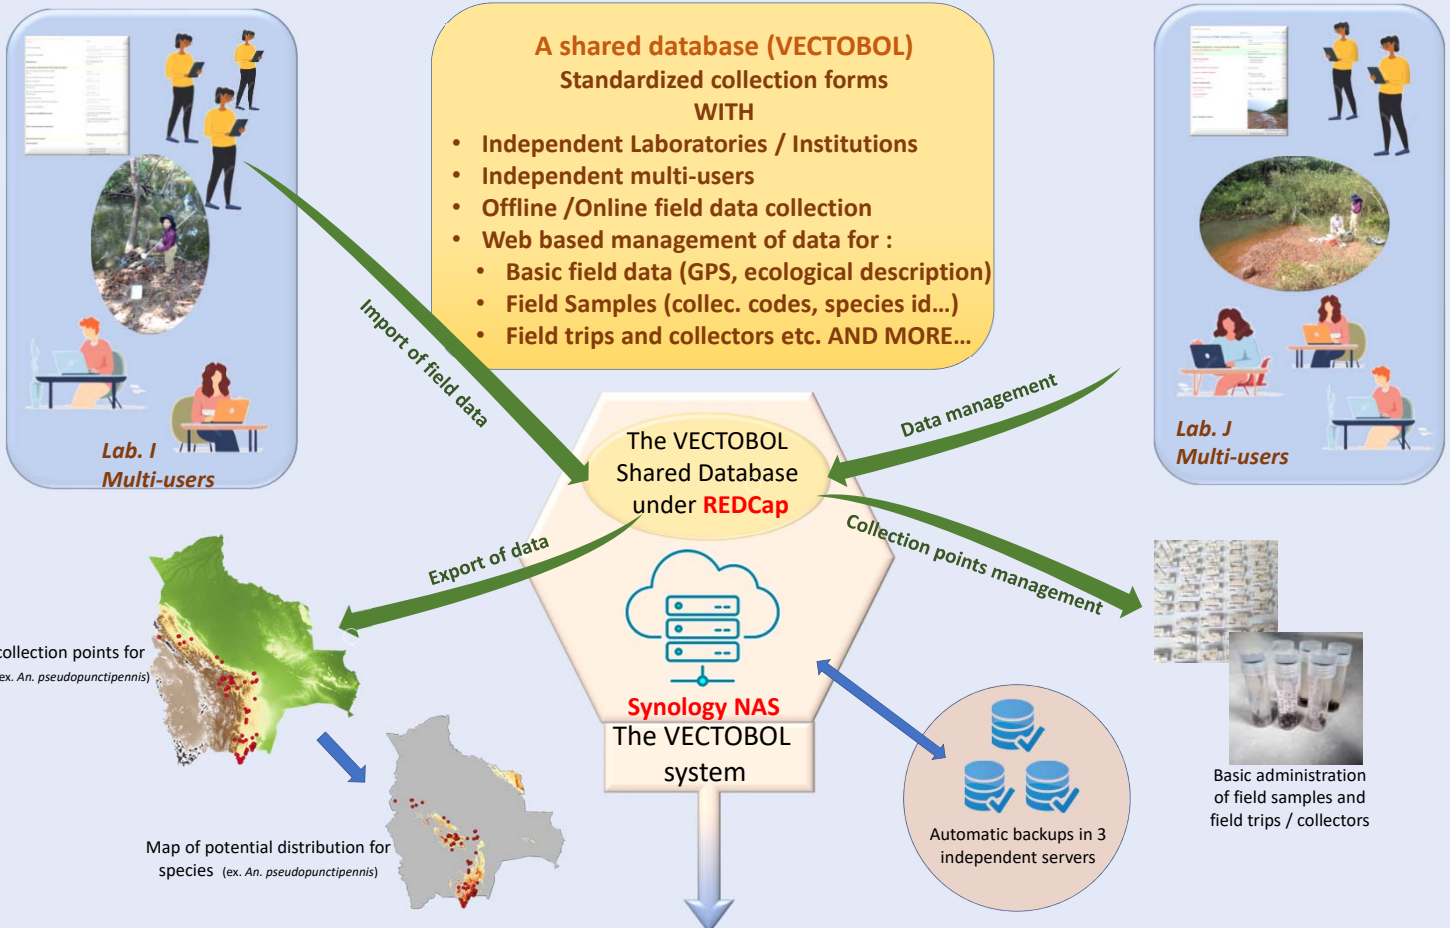 A shared database (VECTOBOL)
Standardized collection forms
WITH
• Independent Laboratories / Institutions
• Independent multi-users
• Offline /Online field data collection
• Web based management of data for :
• Basic field data (GPS, ecological description)
• Field Samples (collec. codes, species id...)
• Field trips and collectors etc. AND MORE...
Lab. I
Multi-users
Lab. J
Multi-users
Import of field data
Data management
The VECTOBOL
Shared Database
under REDCap
Export of data
Collection points management
Synology NAS
The VECTOBOL
system
collection points for
ex. An. pseudopunctipennis)
Map of potential distribution for
species (ex. An. pseudopunctipennis)
Automatic backups in 3
independent servers
Basic administration
of field samples and
field trips / collectors